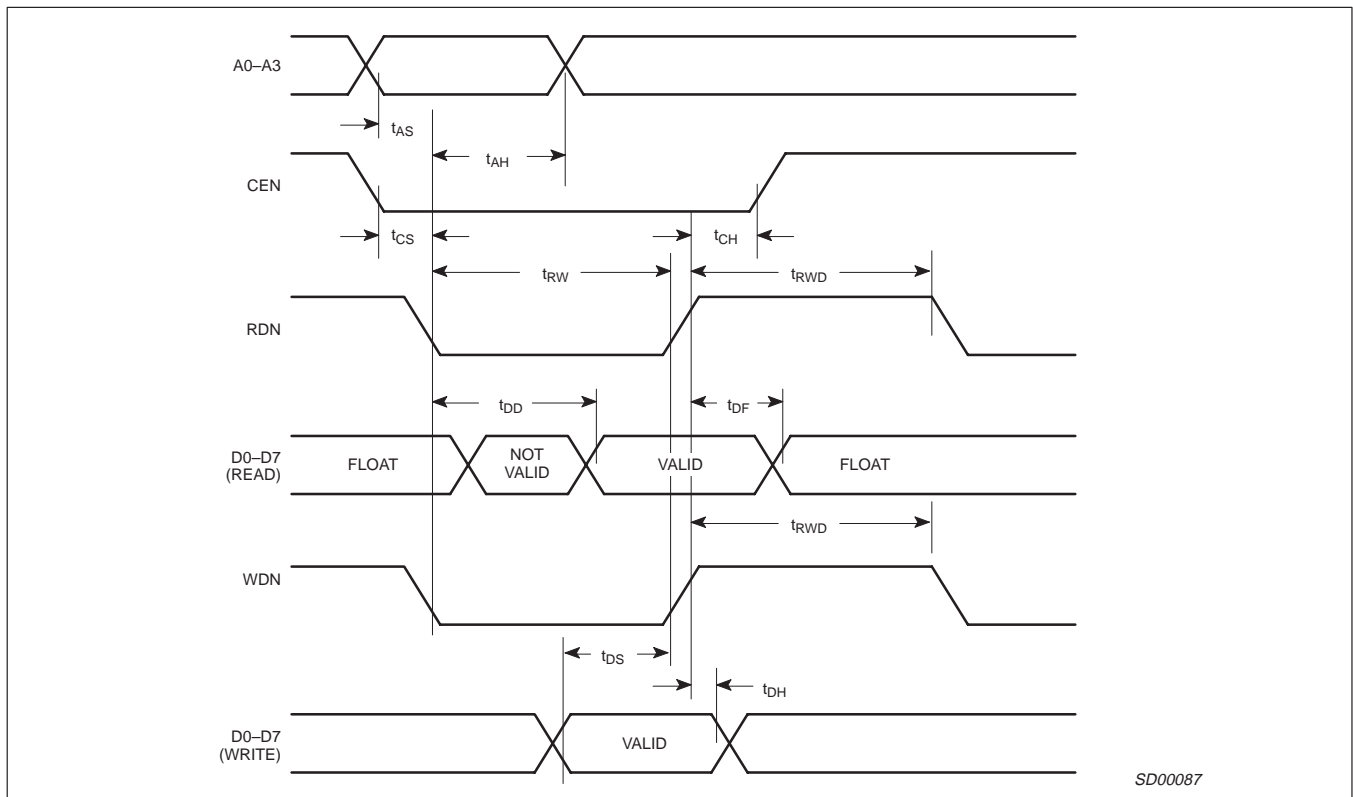 A0–A3
tAS
tAH
CEN
tCS
tCH
tRW
tRWD
RDN
tDD
tDF
D0–D7
(READ)
FLOAT
NOT
VALID
VALID
FLOAT
tRWD
WDN
tDS
tDH
D0–D7
(WRITE)
VALID
SD00087